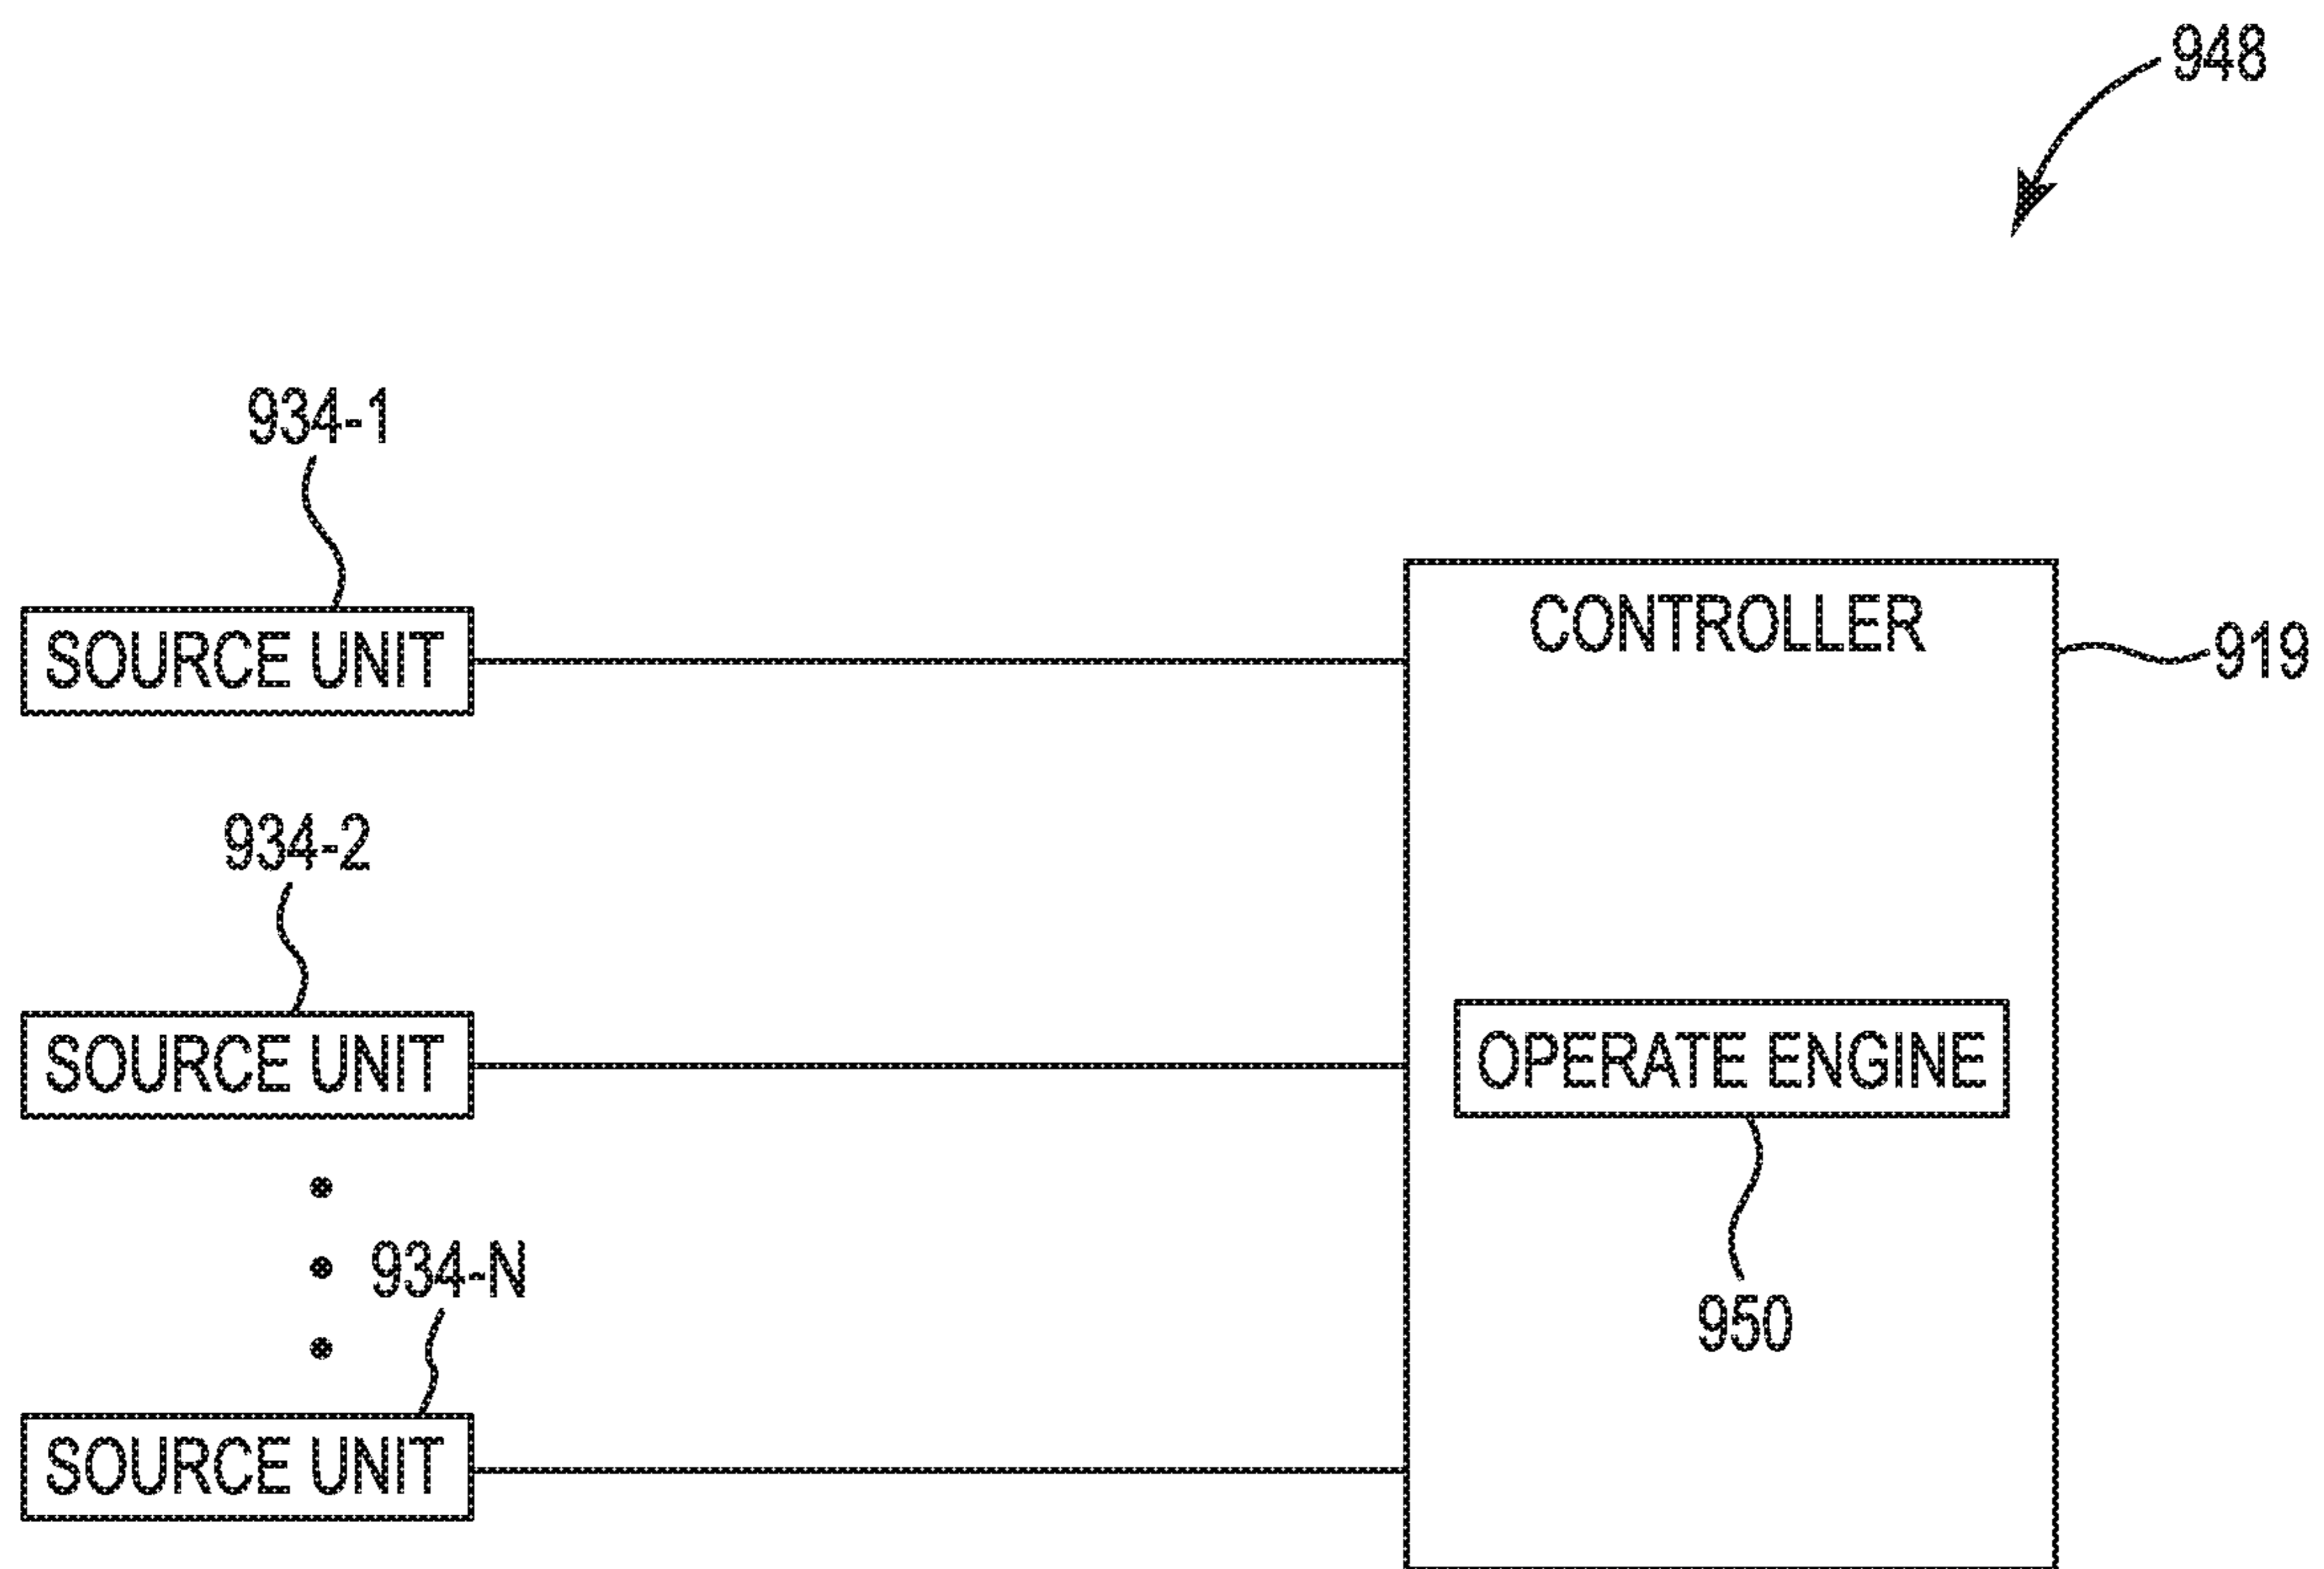 948
934-1
SOURCE UNIT
CONTROLLER
919
934-2
SOURCE UNIT
OPERATE ENGINE
934-N
950
SOURCE UNIT